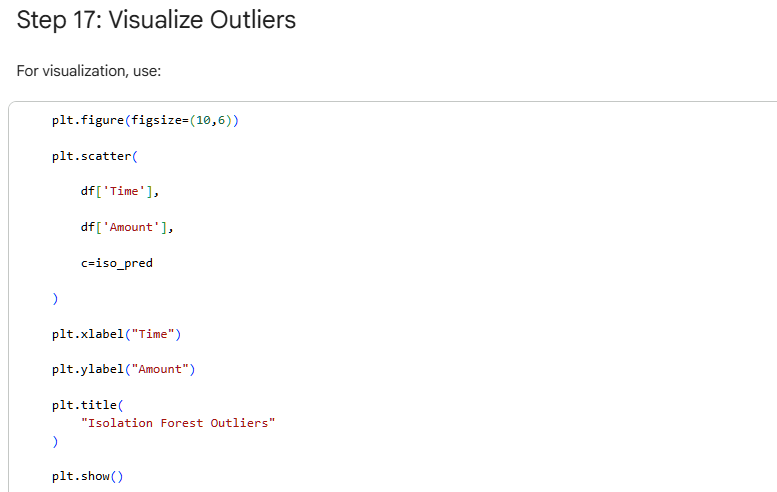 Step 17: Visualize Outliers
For visualization, use:
plt.figure(figsize=(10,6))
plt.scatter(
df['Time'],
df['Amount'],
c=iso_pred
)
plt.xlabel("Time")
plt.ylabel("Amount")
plt.title(
"Isolation Forest Outliers"
)
plt.show()